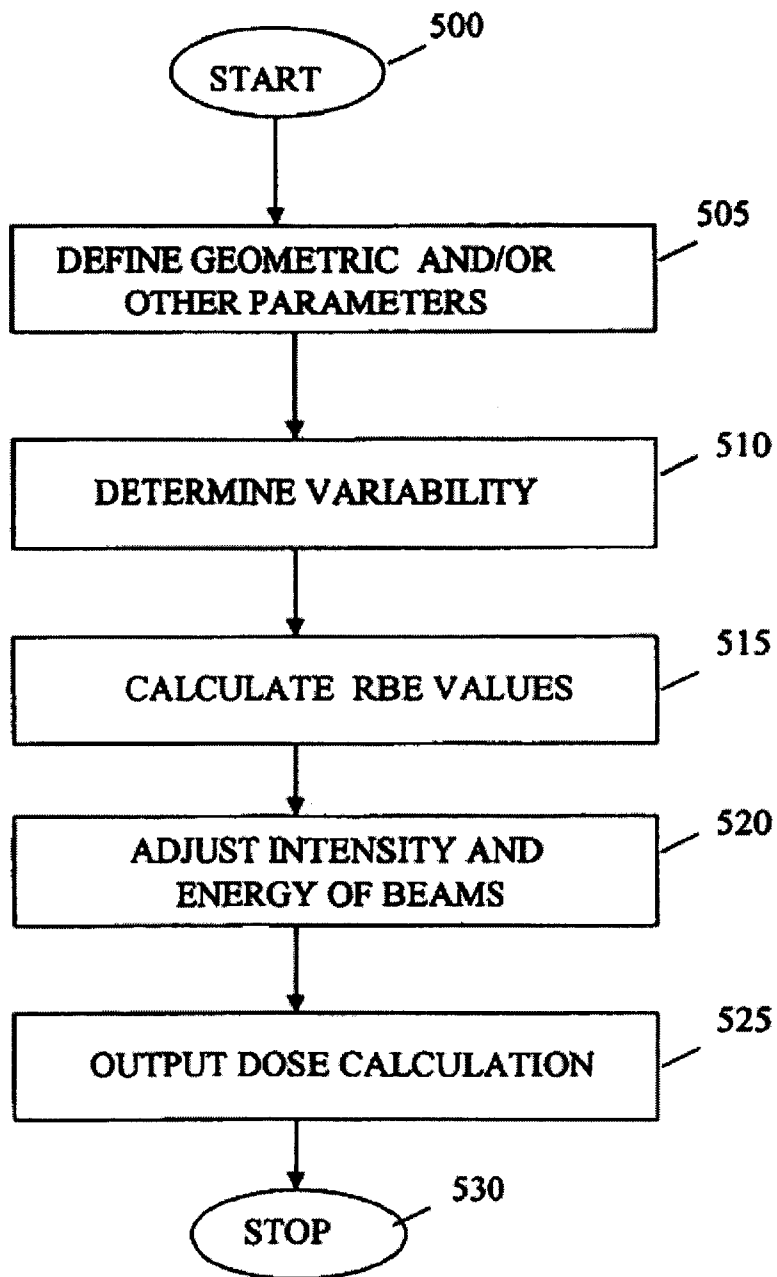 500
START
505
DEFINE GEOMETRIC AND/OR
OTHER PARAMETERS
510
DETERMINE VARIABILITY
515
CALCULATE RBE VALUES
520
ADJUST INTENSITY AND
ENERGY OF BEAMS
525
OUTPUT DOSE CALCULATION
530
STOP